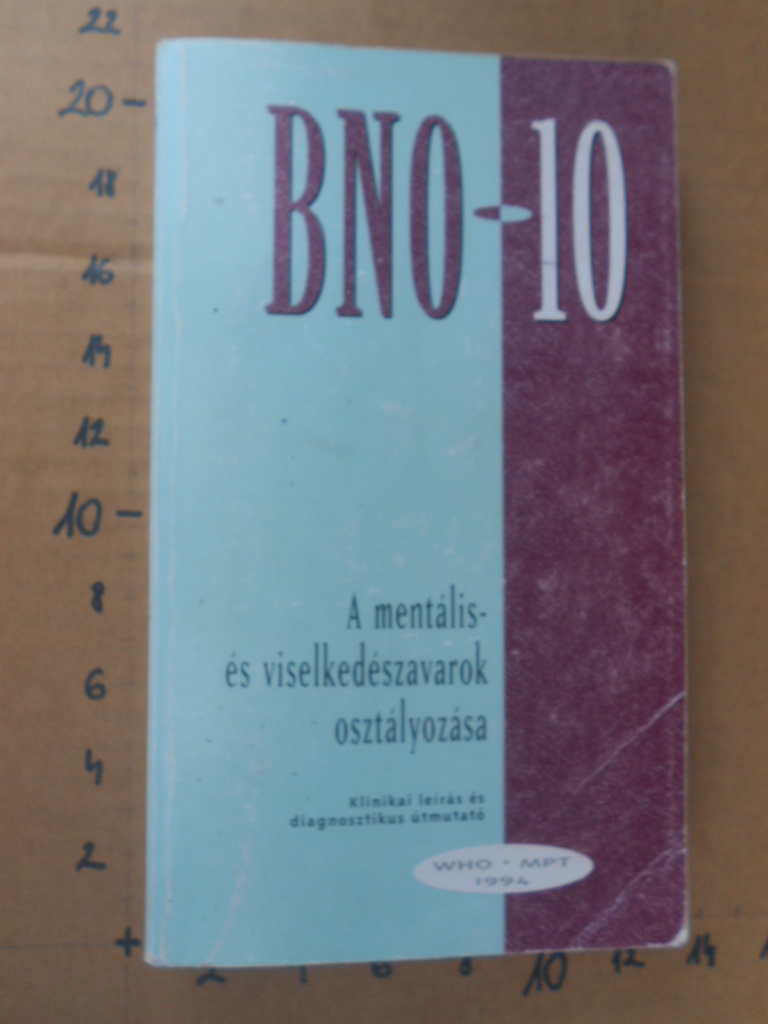 22
20
18
16
14
12
10
8
6
4
2
+
BNO-10
A mentális-
és viselkedészavarok
osztályozása
Klinikai leírás és
diagnosztikus útmutató
WHO • MPT
1994
2 4 6 8 10 12 14